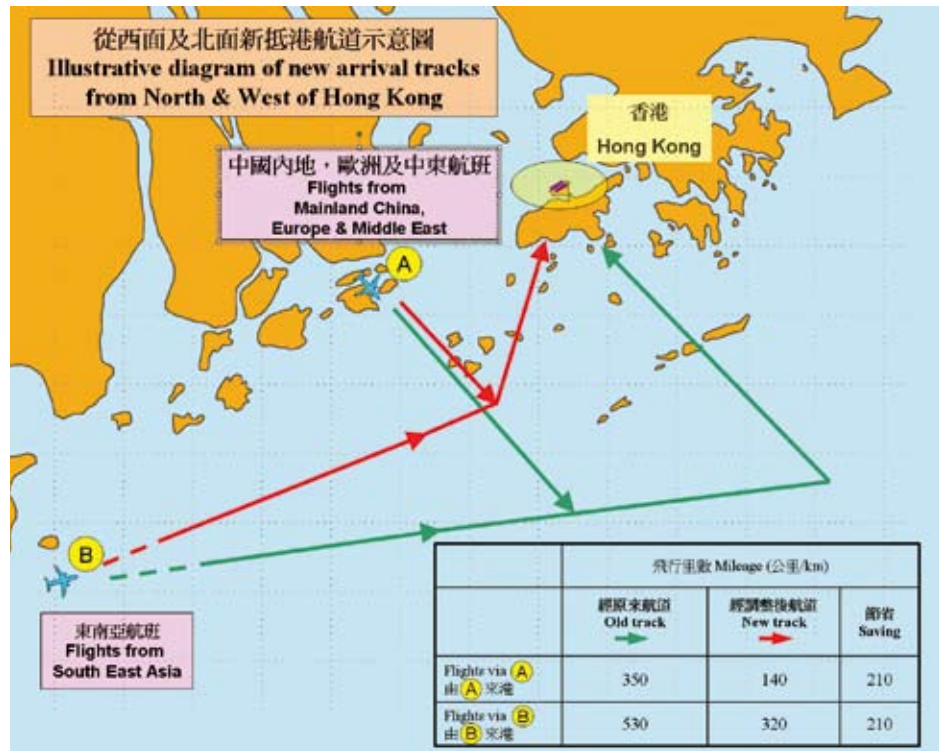 從西面及北面新抵港航道示意圖
Illustrative diagram of new arrival tracks
from North & West of Hong Kong
香港
Hong Kong
中國內地，歐洲及中東航班
Flights from
Mainland China,
Europe & Middle East
A
B
東南亞航班
Flights from
South East Asia
飛行里數 Mileage (公里/km)
經原來航道
Old track
經調整後航道
New track
節省
Saving
Flights via A
由 A 來港
350
140
210
Flights via B
由 B 來港
530
320
210